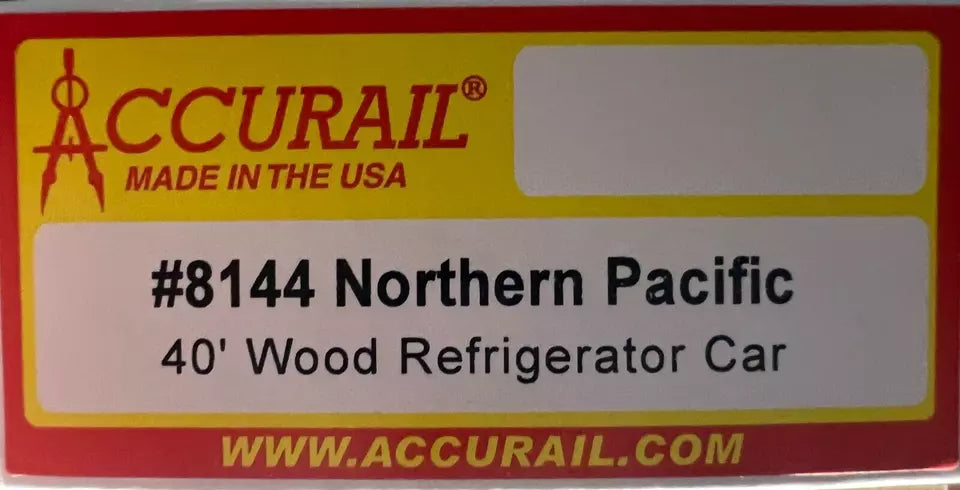 ACCURAIL®
MADE IN THE USA
#8144 Northern Pacific
40' Wood Refrigerator Car
WWW.ACCURAIL.COM